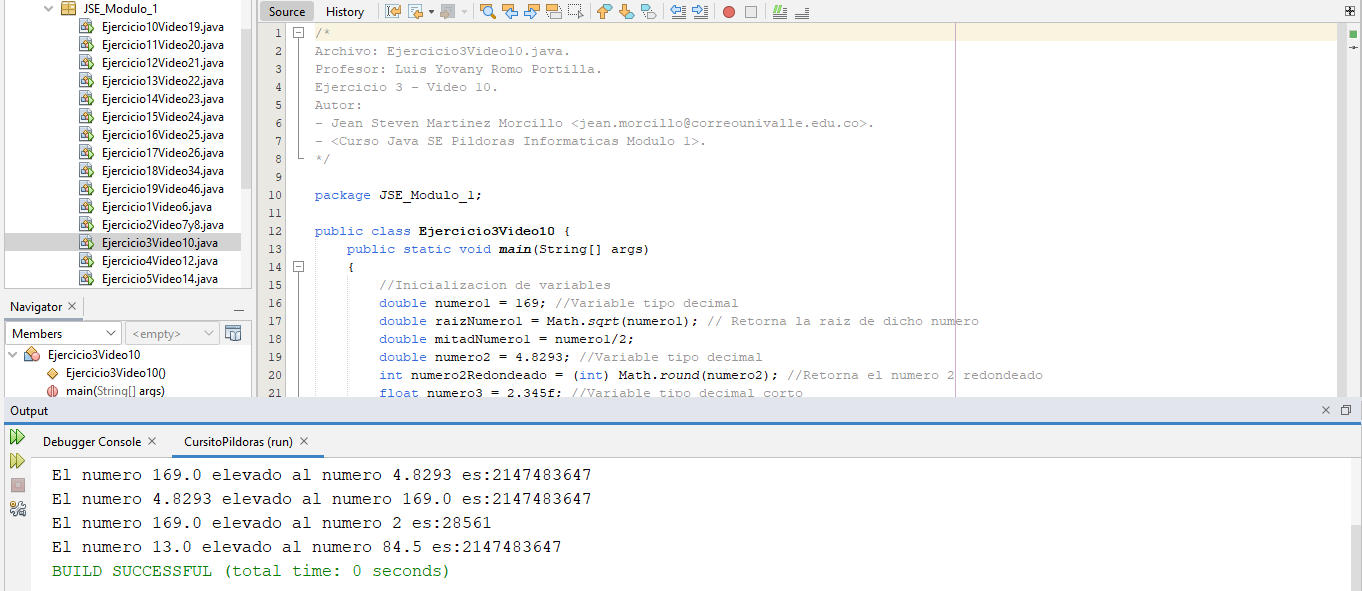 JSE_Modulo_1
Ejercicio10Video19.java
Ejercicio11Video20.java
Ejercicio12Video21.java
Ejercicio13Video22.java
Ejercicio14Video23.java
Ejercicio15Video24.java
Ejercicio16Video25.java
Ejercicio17Video26.java
Ejercicio18Video34.java
Ejercicio19Video46.java
Ejercicio1Video6.java
Ejercicio2Video7y8.java
Ejercicio3Video10.java
Ejercicio4Video12.java
Ejercicio5Video14.java
Navigator
Members
<empty>
Ejercicio3Video10
Ejercicio3Video10()
main(String[] args)
Source History
1 /*
2 Archivo: Ejercicio3Video10.java.
3 Profesor: Luis Yovany Romo Portilla.
4 Ejercicio 3 - Video 10.
5 Autor:
6 - Jean Steven Martinez Morcillo <jean.morcillo@correounivalle.edu.co>.
7 - <Curso Java SE Pildoras Informaticas Modulo 1>.
8 */
9
10 package JSE_Modulo_1;
11
12 public class Ejercicio3Video10 {
13 public static void main(String[] args)
14 {
15 //Inicializacion de variables
16 double numero1 = 169; //Variable tipo decimal
17 double raizNumero1 = Math.sqrt(numero1); // Retorna la raiz de dicho numero
18 double mitadNumero1 = numero1/2;
19 double numero2 = 4.8293; //Variable tipo decimal
20 int numero2Redondeado = (int) Math.round(numero2); //Retorna el numero 2 redondeado
21 float numero3 = 2.345f; //Variable tipo decimal corto
Output
Debugger Console CursitoPildoras (run)
El numero 169.0 elevado al numero 4.8293 es:2147483647
El numero 4.8293 elevado al numero 169.0 es:2147483647
El numero 169.0 elevado al numero 2 es:28561
El numero 13.0 elevado al numero 84.5 es:2147483647
BUILD SUCCESSFUL (total time: 0 seconds)